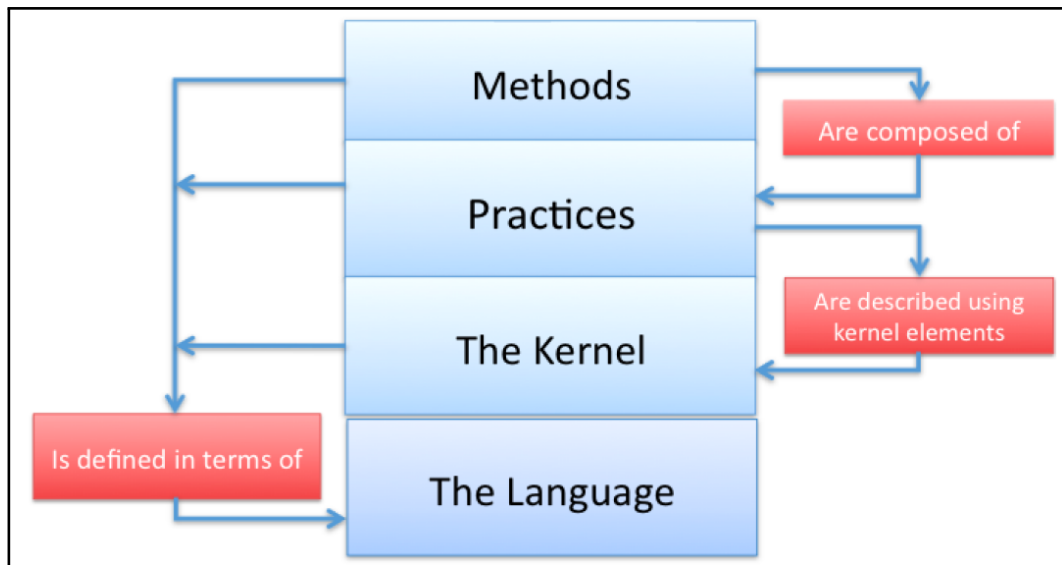 Methods
Are composed of
Practices
Are described using
kernel elements
The Kernel
Is defined in terms of
The Language